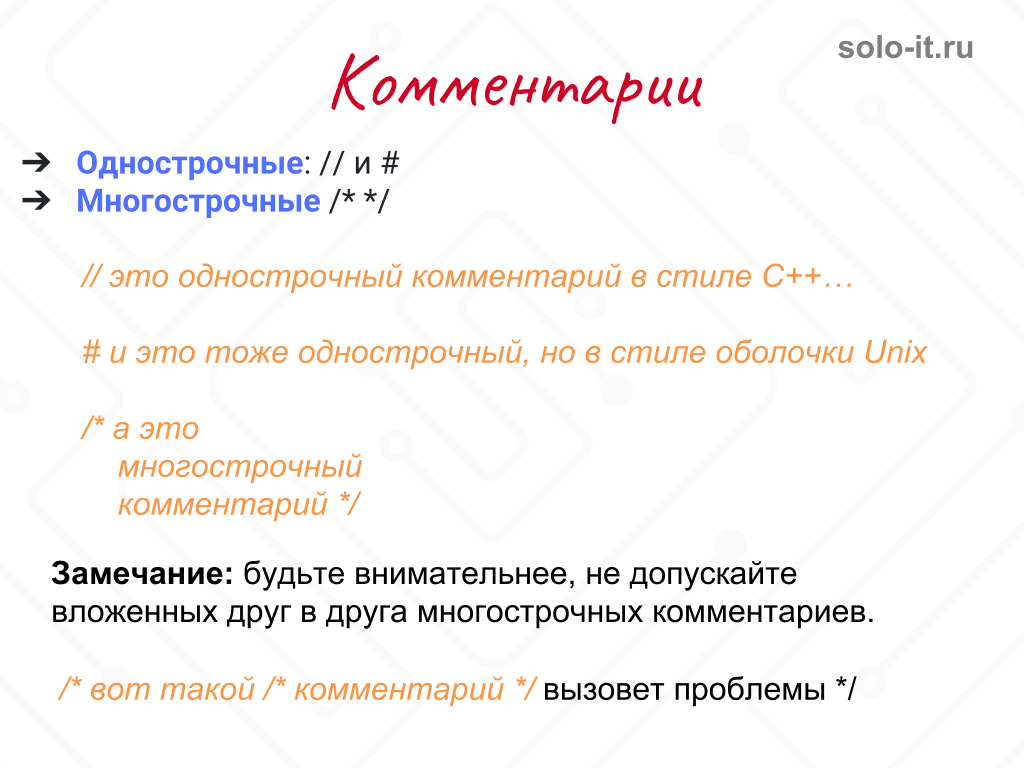 solo-it.ru
Комментарии
➔ Однострочные: // и #
➔ Многострочные /* */
// это однострочный комментарий в стиле C++…
# и это тоже однострочный, но в стиле оболочки Unix
/* а это
многострочный
комментарий */
Замечание: будьте внимательнее, не допускайте
вложенных друг в друга многострочных комментариев.
/* вот такой /* комментарий */ вызовет проблемы */